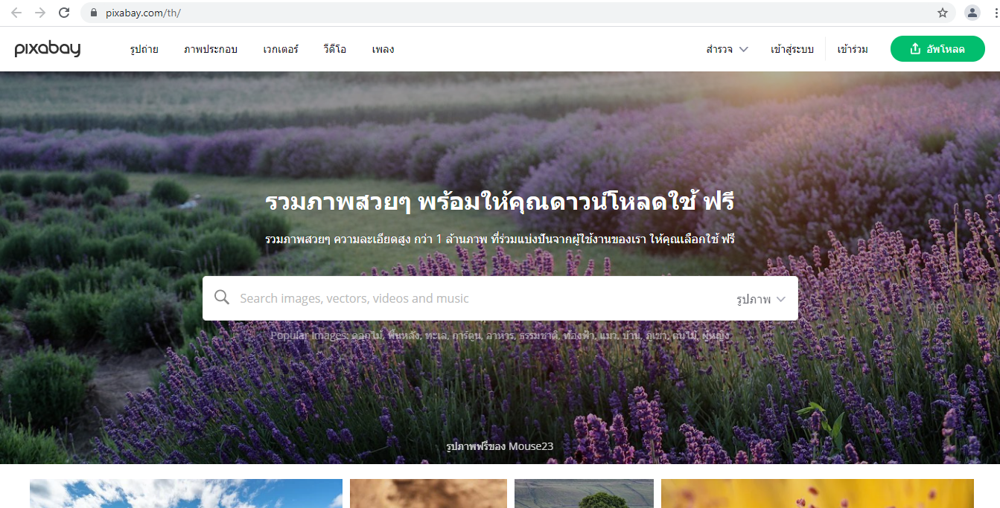 pixabay.com/th/
pixabay รูปถ่าย ภาพประกอบ เวกเตอร์ วีดีโอ เพลง สำรวจ เข้าสู่ระบบ เข้าร่วม อัพโหลด
รวมภาพสวยๆ พร้อมให้คุณดาวน์โหลดใช้ ฟรี
รวมภาพสวยๆ ความละเอียดสูง กว่า 1 ล้านภาพ ที่ร่วมแบ่งปันจากผู้ใช้งานของเรา ให้คุณเลือกใช้ ฟรี
Search images, vectors, videos and music รูปภาพ
Popular Images: ดอกไม้, พื้นหลัง, ทะเล, การ์ตูน, อาหาร, ธรรมชาติ, ท้องฟ้า, แมว, บ้าน, ภูเขา, ต้นไม้, ผู้หญิง
รูปภาพฟรีของ Mouse23